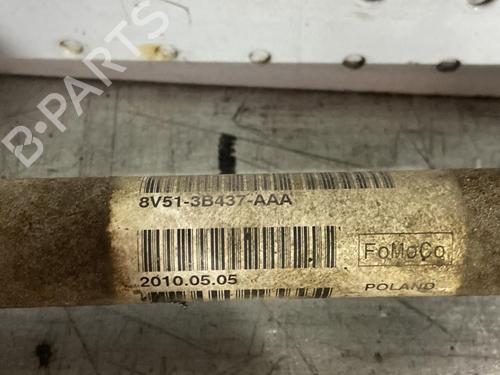 B-PARTS
8V51-3B437-AAA
FoMoCo
2010.05.05
POLAND